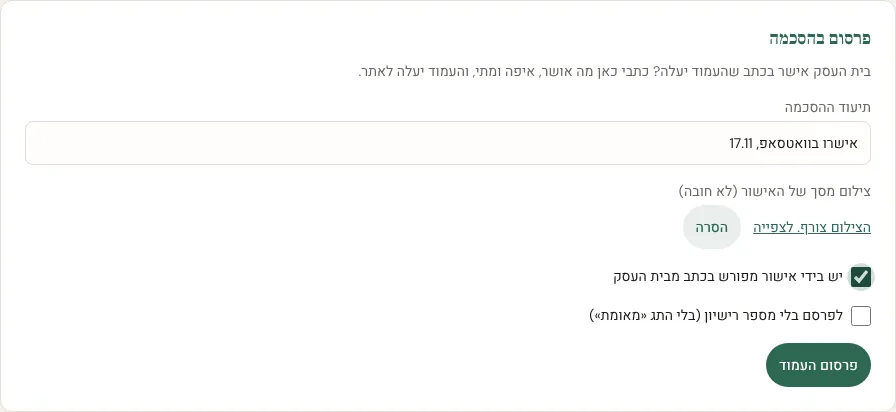 פרסום בהסכמה
בית העסק אישר בכתב שהעמוד יעלה? כתבי כאן מה אושר, איפה ומתי, והעמוד יעלה לאתר.
תיעוד ההסכמה
אישרו בוואטסאפ, 17.11
צילום מסך של האישור (לא חובה)
הצילום צורף. לצפייה הסרה
יש בידי אישור מפורש בכתב מבית העסק
לפרסם בלי מספר רישיון (בלי התג «מאומת»)
פרסום העמוד